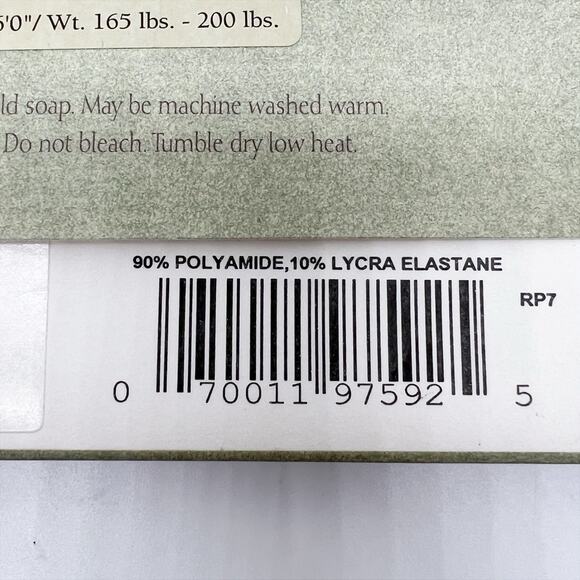 6'0"/ Wt. 165 lbs. - 200 lbs.
ld soap. May be machine washed warm.
Do not bleach. Tumble dry low heat.
90% POLYAMIDE,10% LYCRA ELASTANE
RP7
0 70011 97592 5